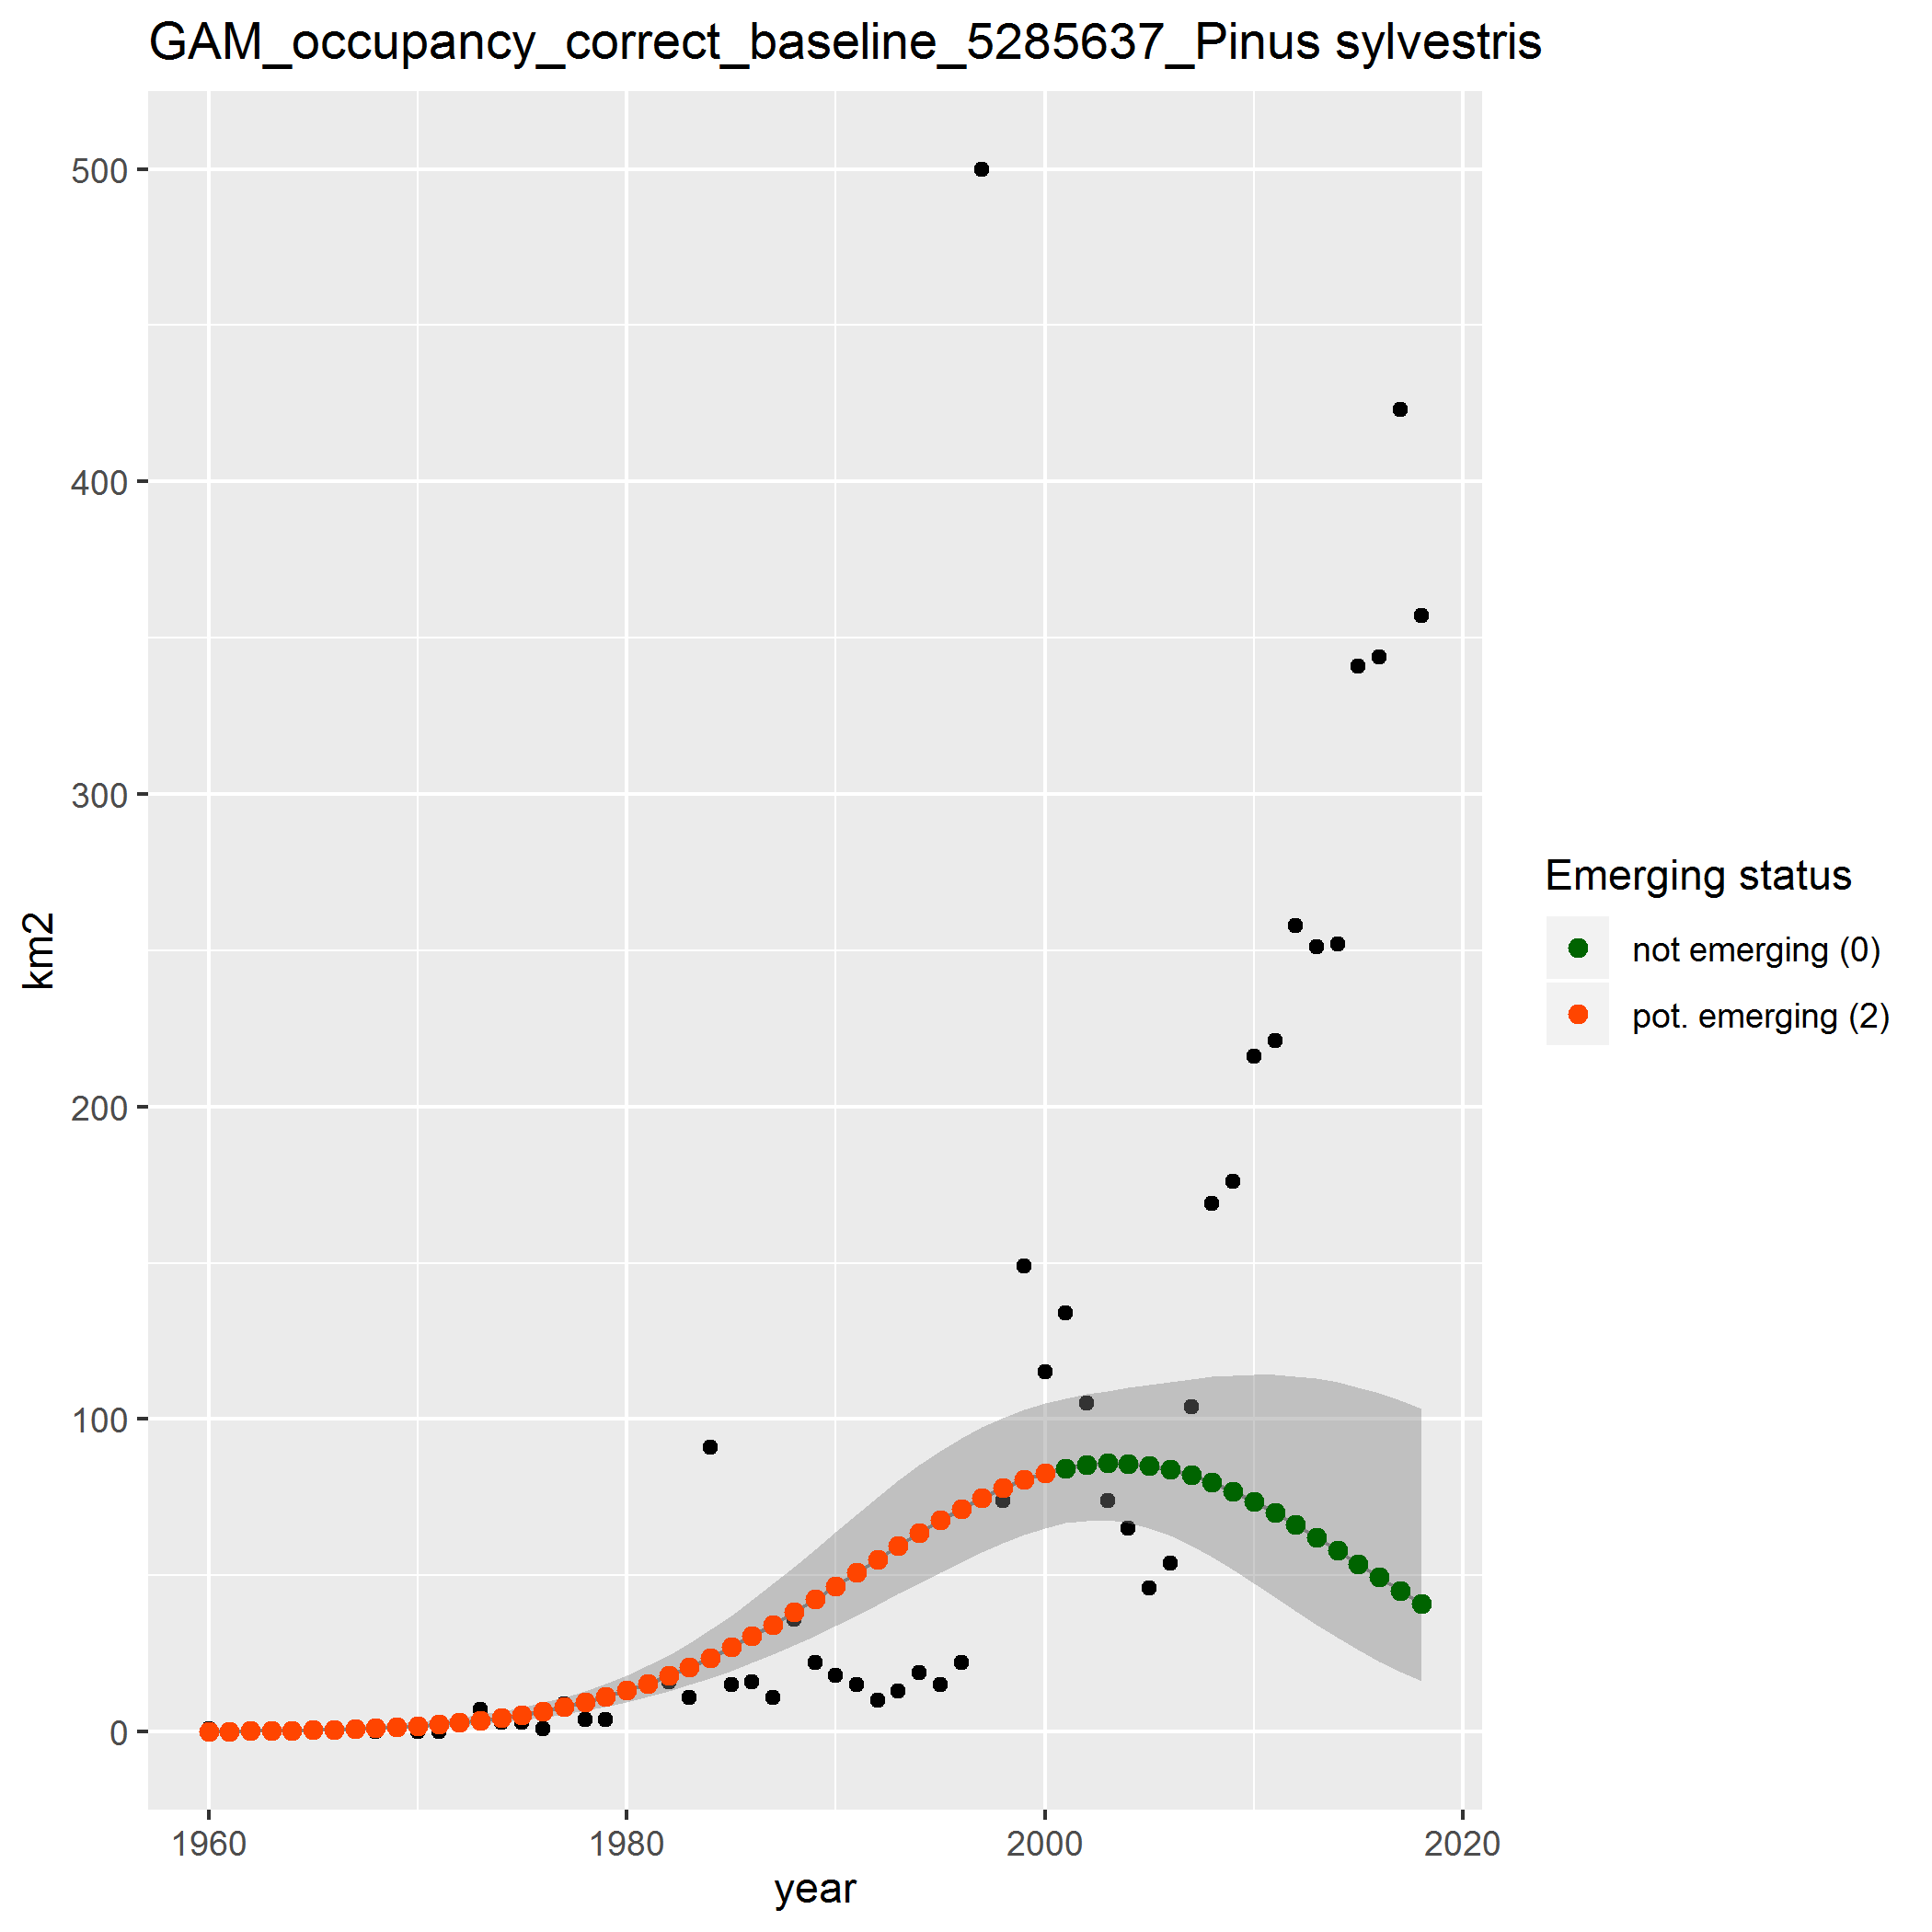 GAM_occupancy_correct_baseline_5285637_Pinus sylvestris
500
400
300
200
100
0
km2
1960
1980
2000
2020
year
Emerging status
not emerging (0)
pot. emerging (2)